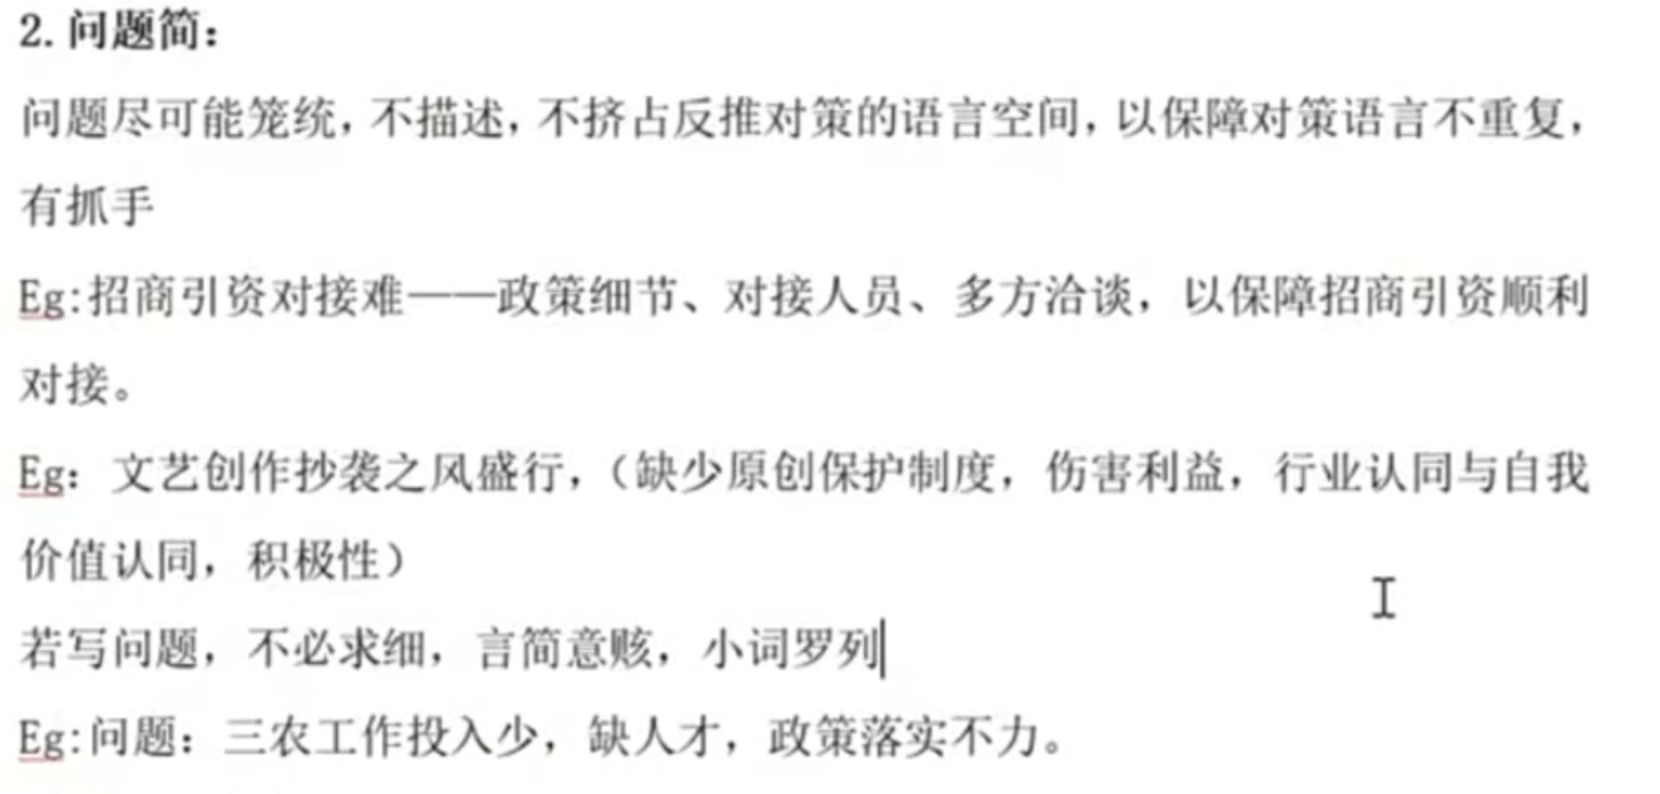 2. 问题简：
问题尽可能笼统，不描述，不挤占反推对策的语言空间，以保障对策语言不重复，
有抓手
Eg:招商引资对接难——政策细节、对接人员、多方洽谈，以保障招商引资顺利
对接。
Eg：文艺创作抄袭之风盛行，（缺少原创保护制度，伤害利益，行业认同与自我
价值认同，积极性）
若写问题，不必求细，言简意赅，小词罗列
Eg:问题：三农工作投入少，缺人才，政策落实不力。